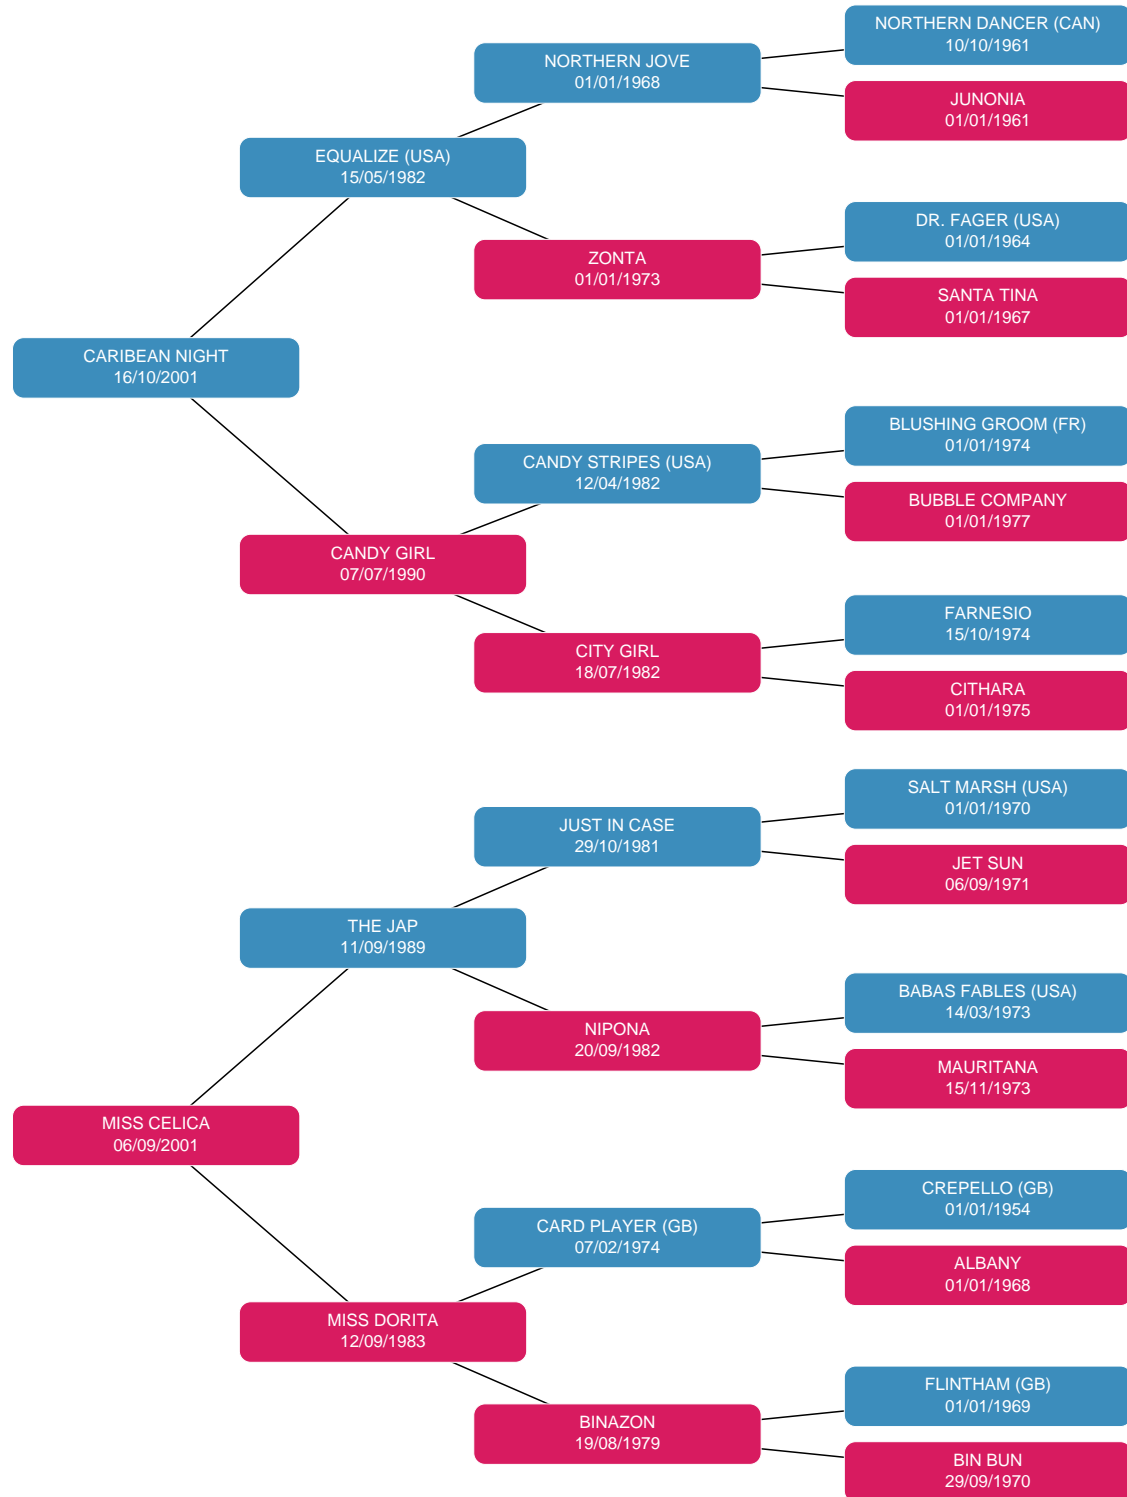 NORTHERN DANCER (CAN)
10/10/1961
NORTHERN JOVE
01/01/1968
JUNONIA
01/01/1961
EQUALIZE (USA)
15/05/1982
DR. FAGER (USA)
01/01/1964
ZONTA
01/01/1973
SANTA TINA
01/01/1967
CARIBEAN NIGHT
16/10/2001
BLUSHING GROOM (FR)
01/01/1974
CANDY STRIPES (USA)
12/04/1982
BUBBLE COMPANY
01/01/1977
CANDY GIRL
07/07/1990
FARNESIO
15/10/1974
CITY GIRL
18/07/1982
CITHARA
01/01/1975
SALT MARSH (USA)
01/01/1970
JUST IN CASE
29/10/1981
JET SUN
06/09/1971
THE JAP
11/09/1989
BABAS FABLES (USA)
14/03/1973
NIPONA
20/09/1982
MAURITANA
15/11/1973
MISS CELICA
06/09/2001
CREPELLO (GB)
01/01/1954
CARD PLAYER (GB)
07/02/1974
ALBANY
01/01/1968
MISS DORITA
12/09/1983
FLINTHAM (GB)
01/01/1969
BINAZON
19/08/1979
BIN BUN
29/09/1970